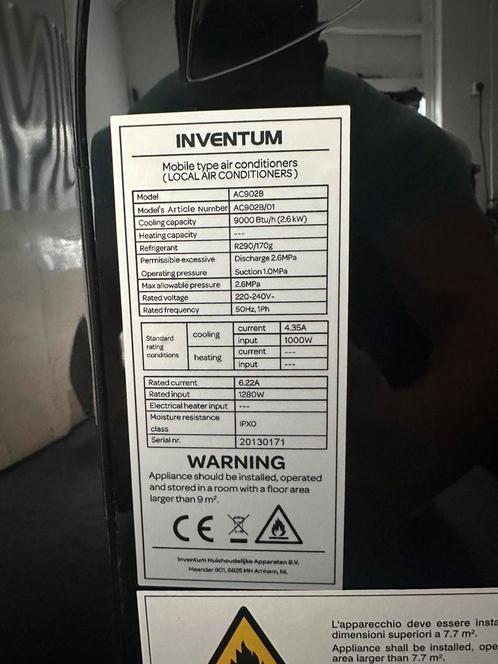 INVENTUM
Mobile type air conditioners
(LOCAL AIR CONDITIONERS)
Model AC902B
Model's Article Number AC902B/01
Cooling capacity 9000 Btu/h (2.6 kW)
Heating capacity ---
Refrigerant R290/170g
Permissible excessive Discharge 2.6MPa
Operating pressure Suction 1.0MPa
Max allowable pressure 2.6MPa
Rated voltage 220-240V~
Rated frequency 50Hz, 1Ph
Standard rating conditions cooling current 4.35A
input 1000W
heating current ---
input ---
Rated current 6.22A
Rated input 1280W
Electrical heater input ---
Moisture resistance
class IPX0
Serial nr. 20130171
WARNING
Appliance should be installed, operated
and stored in a room with a floor area
larger than 9 m².
CE
Inventum Huishoudelijke Apparaten B.V.
Meander 901, 6825 MH Arnhem, NL
L'apparecchio deve essere insta
dimensioni superiori a 7.7 m².
Appliance shall be installed, ope
area larger than 7.7 m².